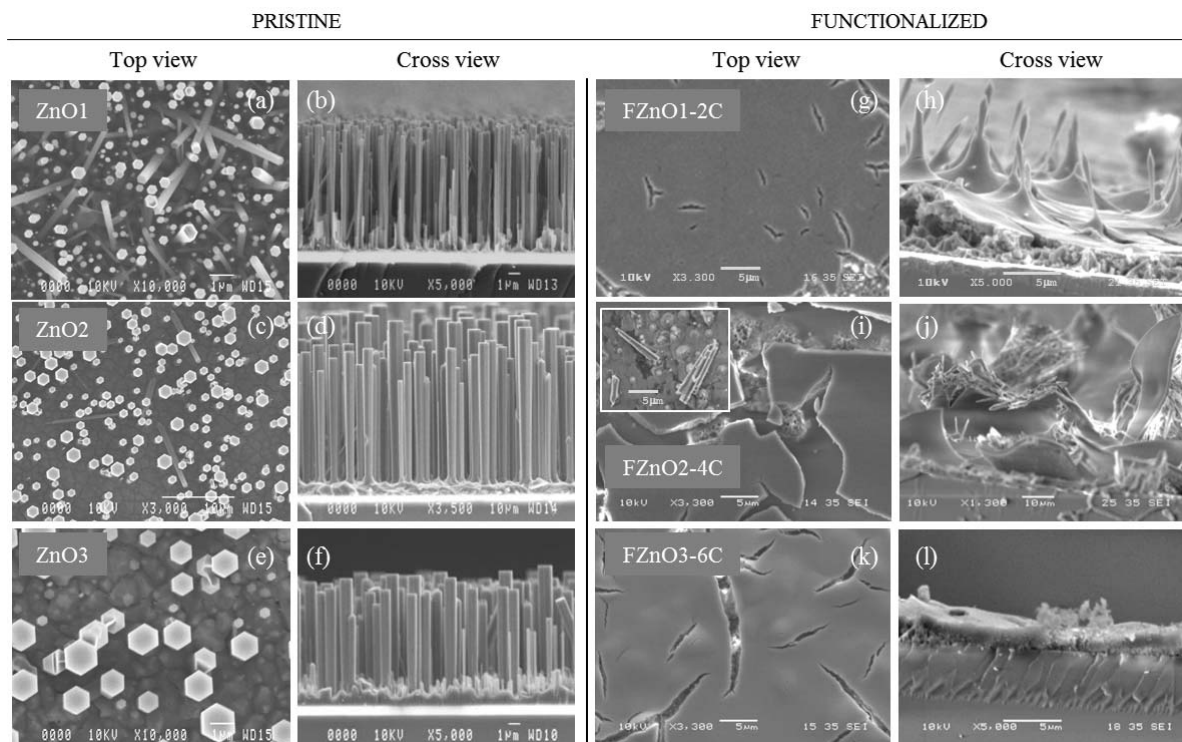 PRISTINE
FUNCTIONALIZED
Top view
Cross view
Top view
Cross view
ZnO1
(a)
0000 10KV X10,000 1μm WD15
(b)
0000 10KV X5,000 1μm WD13
FZnO1-2C
(g)
10kV X3,300 5μm 16 35 SEI
(h)
10kV X5,000 5μm 22 35 SEI
ZnO2
(c)
0000 10KV X3,000 10μm WD15
(d)
0000 10KV X3,500 10μm WD14
5μm
(i)
FZnO2-4C
10kV X3,300 5μm 14 35 SEI
(j)
10kV X1,300 10μm 25 35 SEI
ZnO3
(e)
0000 10KV X10,000 1μm WD15
(f)
0000 10KV X5,000 1μm WD10
FZnO3-6C
(k)
10kV X3,300 5μm 15 35 SEI
(l)
10kV X5,000 5μm 18 35 SEI